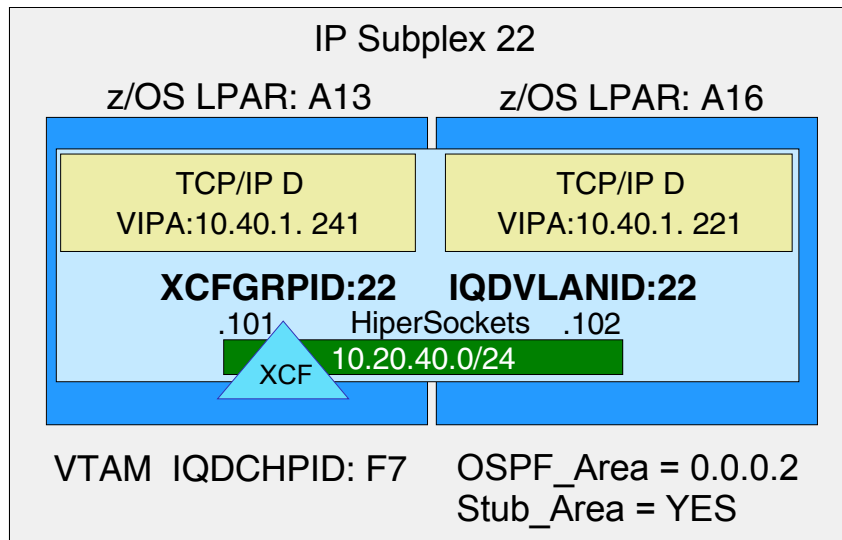 IP Subplex 22
z/OS LPAR: A13
z/OS LPAR: A16
TCP/IP D
VIPA:10.40.1. 241
TCP/IP D
VIPA:10.40.1. 221
XCFGRPID:22 IQDVLANID:22
.101 HiperSockets .102
10.20.40.0/24
XCF
VTAM IQDCHPID: F7
OSPF_Area = 0.0.0.2
Stub_Area = YES